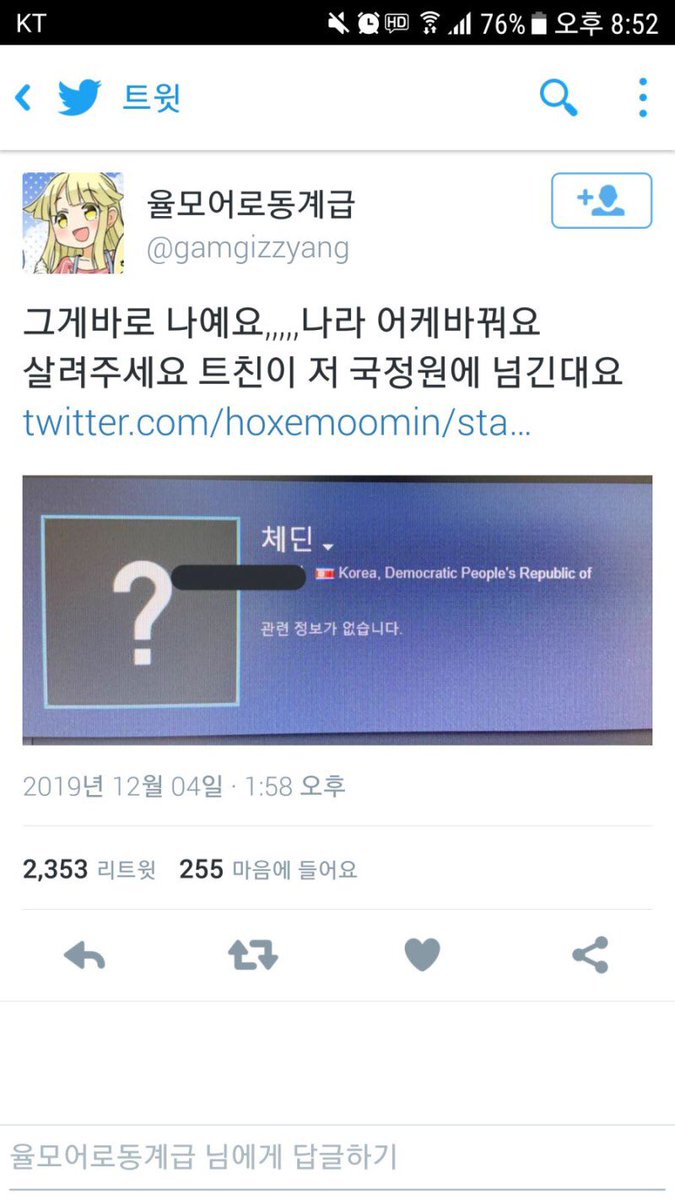 KT HD 76% 오후 8:52
트윗
율모어로동계급
@gamgizzyang
그게바로 나예요,,,,,나라 어케바꿔요
살려주세요 트친이 저 국정원에 넘긴대요
twitter.com/hoxemoomin/sta…
?
체딘
Korea, Democratic People's Republic of
관련 정보가 없습니다.
2019년 12월 04일 · 1:58 오후
2,353 리트윗 255 마음에 들어요
율모어로동계급 님에게 답글하기